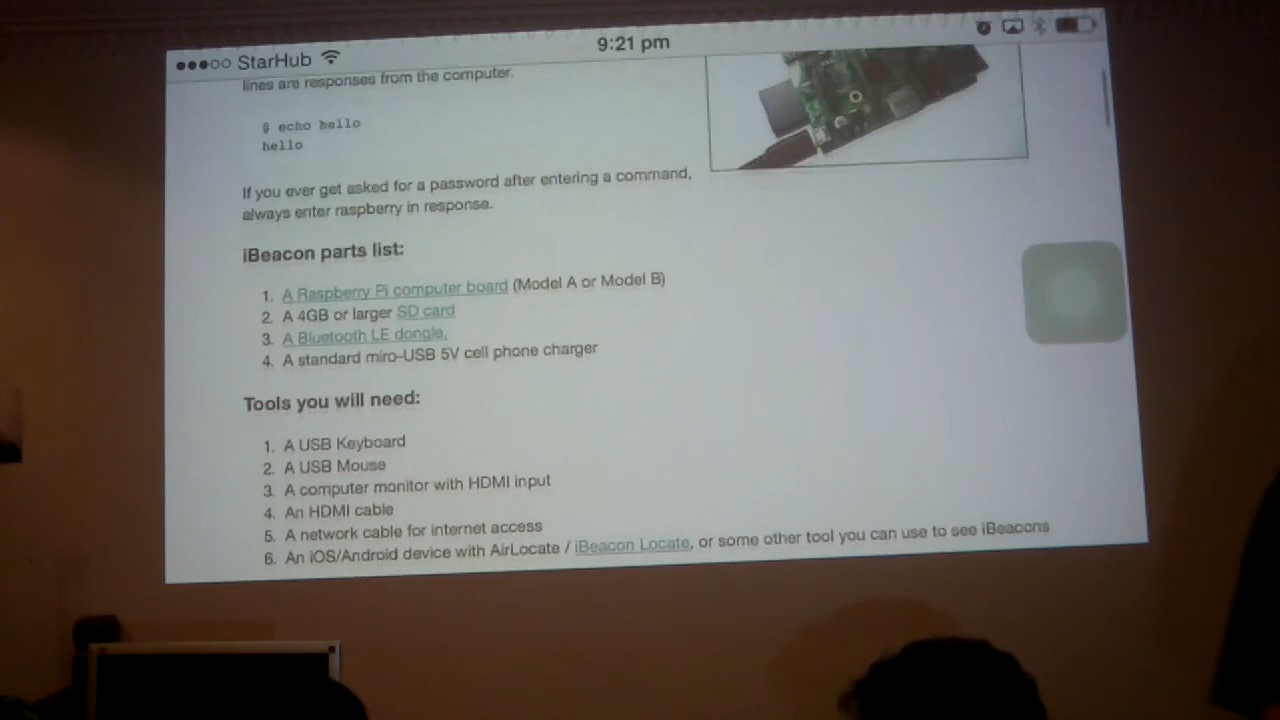 StarHub
9:21 pm
lines are responses from the computer.
$ echo hello
hello
If you ever get asked for a password after entering a command,
always enter raspberry in response.
iBeacon parts list:
1. A Raspberry Pi computer board (Model A or Model B)
2. A 4GB or larger SD card
3. A Bluetooth LE dongle.
4. A standard miro-USB 5V cell phone charger
Tools you will need:
1. A USB Keyboard
2. A USB Mouse
3. A computer monitor with HDMI input
4. An HDMI cable
5. A network cable for internet access
6. An iOS/Android device with AirLocate / iBeacon Locate, or some other tool you can use to see iBeacons